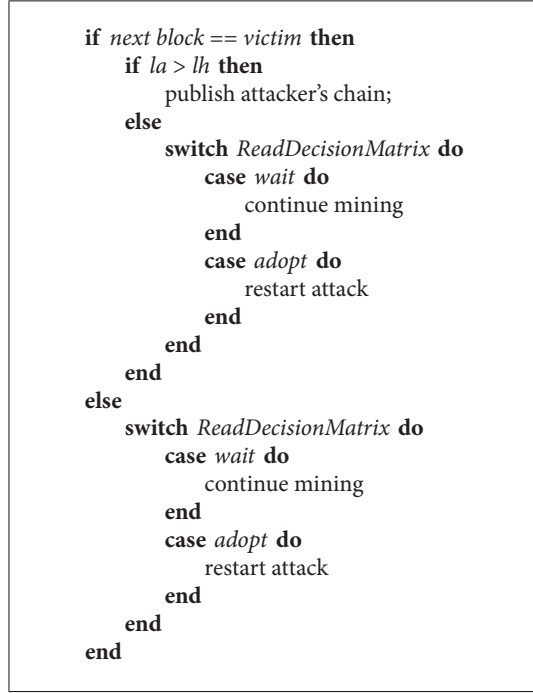 if next block == victim then
if la > lh then
publish attacker's chain;
else
switch ReadDecisionMatrix do
case wait do
continue mining
end
case adopt do
restart attack
end
end
end
else
switch ReadDecisionMatrix do
case wait do
continue mining
end
case adopt do
restart attack
end
end
end